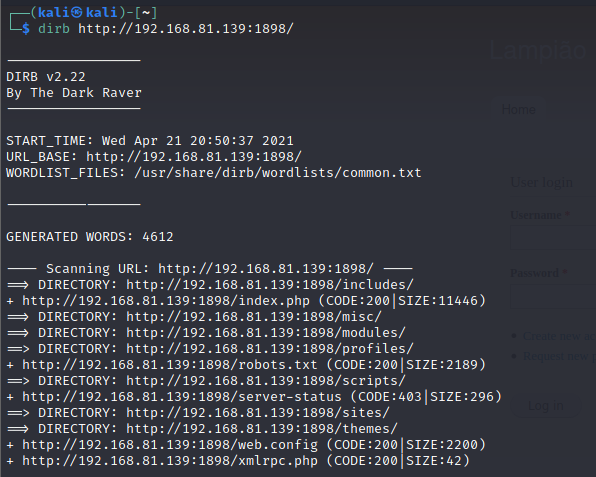 (kali㉿kali)-[~]
$ dirb http://192.168.81.139:1898/
-----------------
DIRB v2.22
By The Dark Raver
-----------------
START_TIME: Wed Apr 21 20:50:37 2021
URL_BASE: http://192.168.81.139:1898/
WORDLIST_FILES: /usr/share/dirb/wordlists/common.txt
-----------------
GENERATED WORDS: 4612
---- Scanning URL: http://192.168.81.139:1898/ ----
==> DIRECTORY: http://192.168.81.139:1898/includes/
+ http://192.168.81.139:1898/index.php (CODE:200|SIZE:11446)
==> DIRECTORY: http://192.168.81.139:1898/misc/
==> DIRECTORY: http://192.168.81.139:1898/modules/
==> DIRECTORY: http://192.168.81.139:1898/profiles/
+ http://192.168.81.139:1898/robots.txt (CODE:200|SIZE:2189)
==> DIRECTORY: http://192.168.81.139:1898/scripts/
+ http://192.168.81.139:1898/server-status (CODE:403|SIZE:296)
==> DIRECTORY: http://192.168.81.139:1898/sites/
==> DIRECTORY: http://192.168.81.139:1898/themes/
+ http://192.168.81.139:1898/web.config (CODE:200|SIZE:2200)
+ http://192.168.81.139:1898/xmlrpc.php (CODE:200|SIZE:42)
Lampião
Home
User login
Username *
Password *
Create new
Request new
Log in